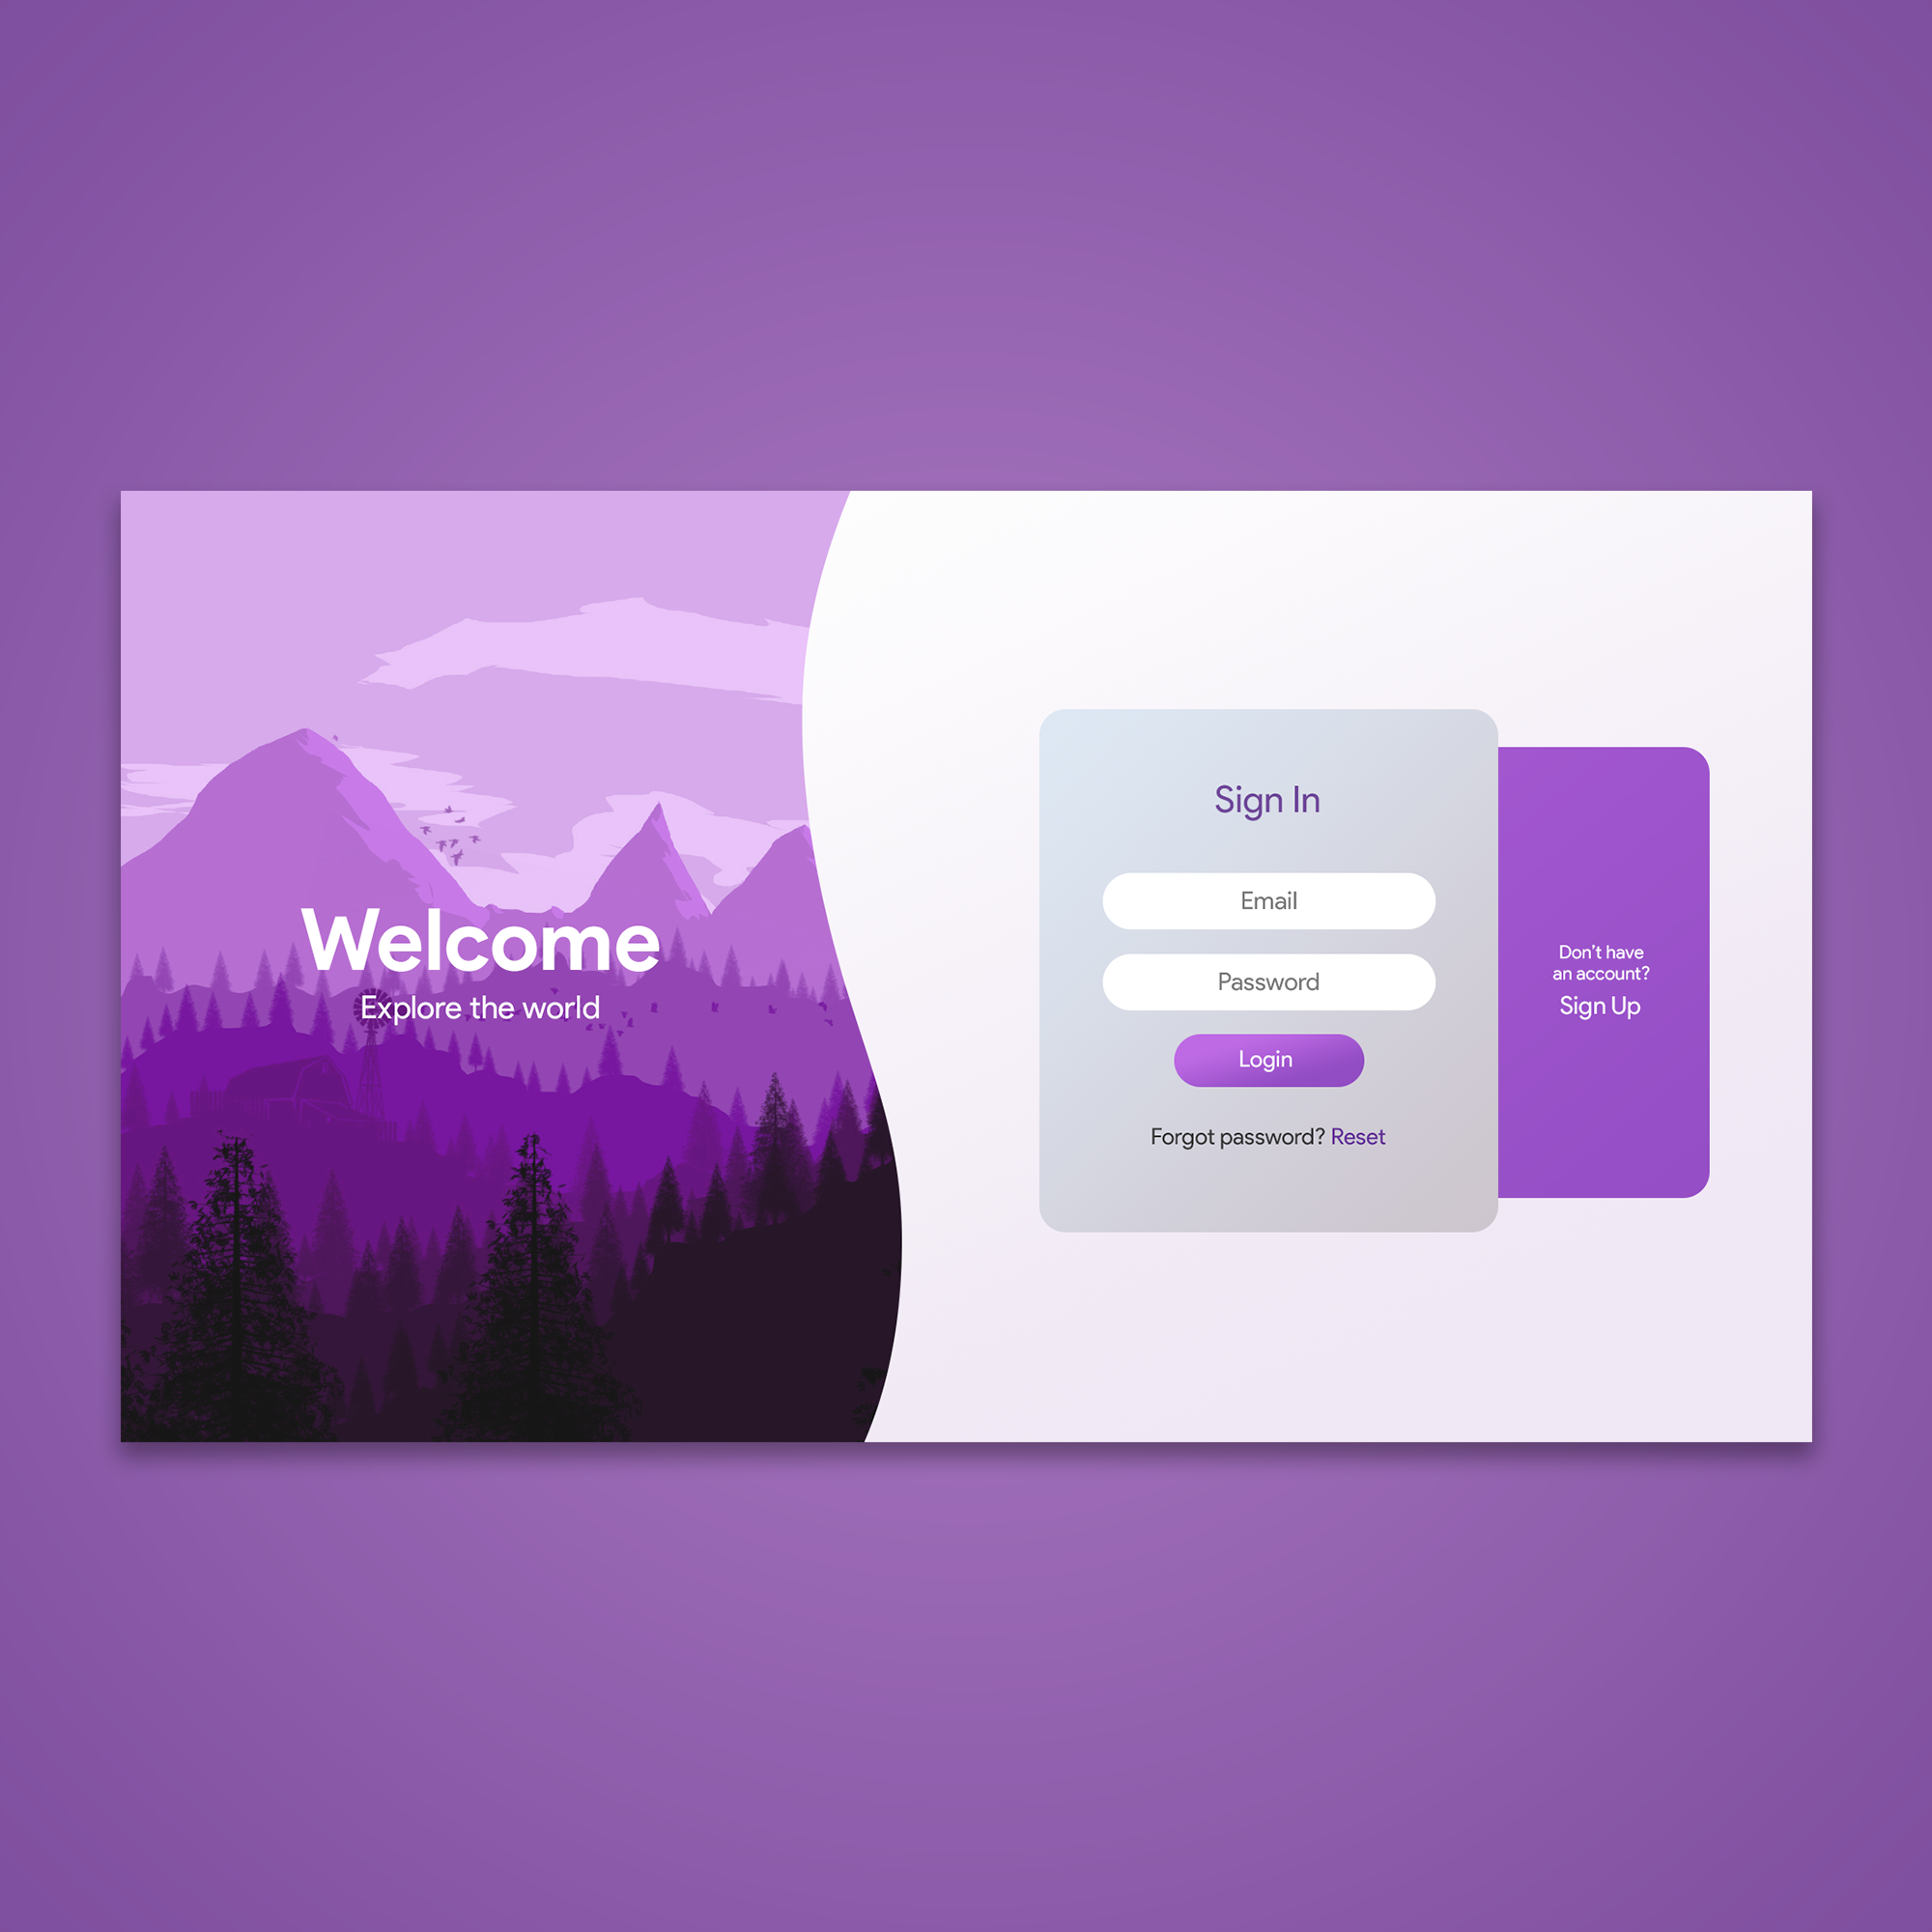 Welcome
Explore the world
Sign In
Email
Password
Login
Forgot password? Reset
Don't have
an account?
Sign Up